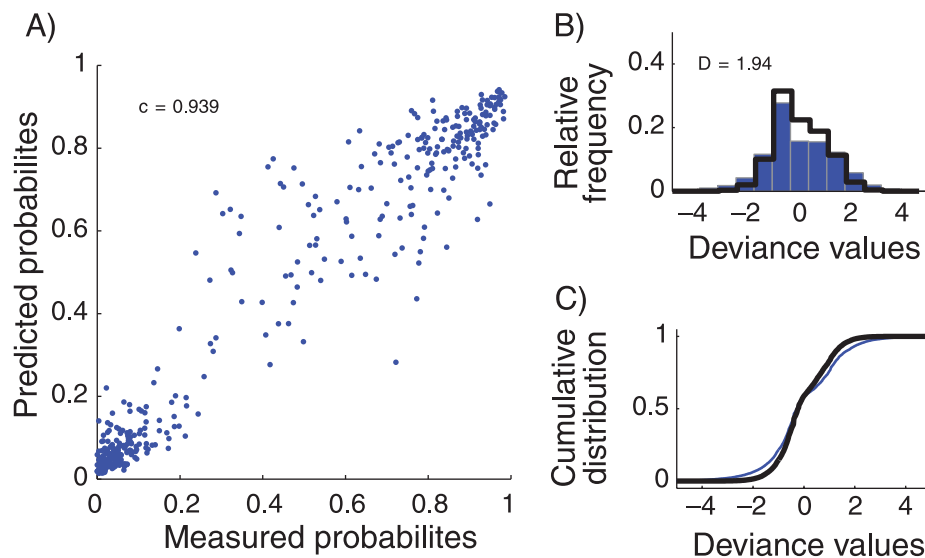 A)
Predicted probabilities
1
0.8
0.6
0.4
0.2
0
c = 0.939
0 0.2 0.4 0.6 0.8 1
Measured probabilites
B)
Relative
frequency
0.4
0.2
0
D = 1.94
−4 −2 0 2 4
Deviance values
C)
Cumulative
distribution
1
0.5
0
−4 −2 0 2 4
Deviance values